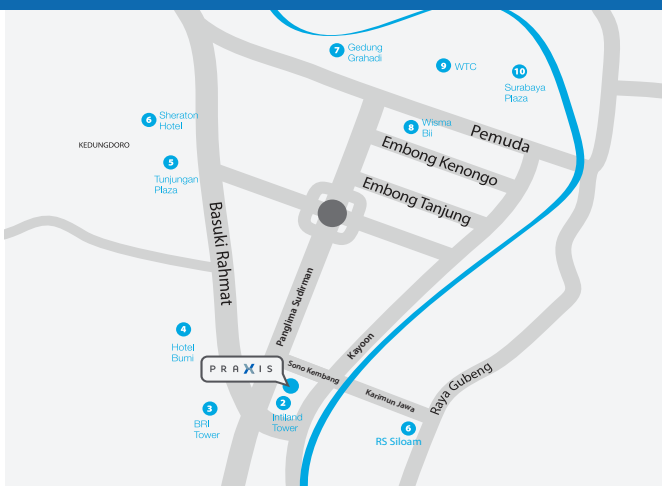 7
Gedung
Grahadi
9
WTC
10
Surabaya
Plaza
6
Sheraton
Hotel
8
Wisma
Bii
Pemuda
KEDUNGDORO
5
Tunjungan
Plaza
Embong Kenongo
Embong Tanjung
Basuki Rahmat
Panglima Sudirman
4
Hotel
Bumi
Kayoon
PRAXIS
Sono Kembang
Karimun Jawa
Raya Gubeng
3
BRI
Tower
2
Intiland
Tower
6
RS Siloam